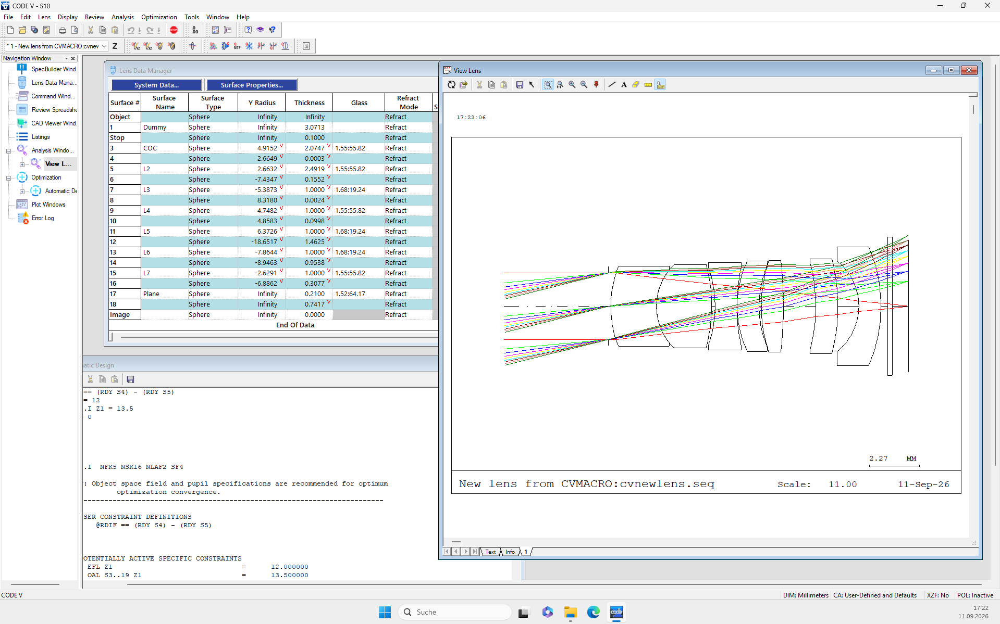 CODE V - S10
File Edit Lens Display Review Analysis Optimization Tools Window Help
* 1 - New lens from CVMACRO:cvnew
Navigation Window
SpecBuilder Wind.
Lens Data Mana...
Command Wind...
Review Spreadshe
CAD Viewer Wind.
Listings
Analysis Windo...
View L...
Optimization
Automatic De
Plot Windows
Error Log
Lens Data Manager
System Data... Surface Properties...
Surface # Surface Name Surface Type Y Radius Thickness Glass Refract Mode S
Object Sphere Infinity Infinity Refract
1 Dummy Sphere Infinity 3.0713 Refract
Stop Sphere Infinity 0.1000 Refract
3 COC Sphere 4.9152 V 2.0747 V 1.55:55.82 Refract
4 Sphere 2.6649 V 0.0003 V Refract
5 L2 Sphere 2.6632 V 2.4919 V 1.55:55.82 Refract
6 Sphere -7.4347 V 0.1552 V Refract
7 L3 Sphere -5.3873 V 1.0000 V 1.68:19.24 Refract
8 Sphere 8.3180 V 0.0024 V Refract
9 L4 Sphere 4.7482 V 1.0000 V 1.55:55.82 Refract
10 Sphere 4.8583 V 0.0998 V Refract
11 L5 Sphere 6.3726 V 1.0000 V 1.68:19.24 Refract
12 Sphere -18.6517 V 1.4625 V Refract
13 L6 Sphere -7.8644 V 1.0000 V 1.68:19.24 Refract
14 Sphere -8.9463 V 0.9538 V Refract
15 L7 Sphere -2.6291 V 1.0000 V 1.55:55.82 Refract
16 Sphere -6.8862 V 0.3077 V Refract
17 Plane Sphere Infinity 0.2100 1.52:64.17 Refract
18 Sphere Infinity 0.7417 V Refract
Image Sphere Infinity 0.0000 Refract
End Of Data
atic Design
== (RDY S4) - (RDY S5)
= 12
.I Z1 = 13.5
= 0
.I NFK5 NSK16 NLAF2 SF4
: Object space field and pupil specifications are recommended for optimum
optimization convergence.
------------------------------------------------------------------------
SER CONSTRAINT DEFINITIONS
@RDIF == (RDY S4) - (RDY S5)
OTENTIALLY ACTIVE SPECIFIC CONSTRAINTS
EFL Z1 = 12.000000
OAL S3..19 Z1 = 13.500000
View Lens
17:22:06
2.27 MM
New lens from CVMACRO:cvnewlens.seq Scale: 11.00 11-Sep-26
Text Info 1
CODE V DIM: Millimeters CA: User-Defined and Defaults XZF: No POL: Inactive
Suche
17:22
11.09.2026